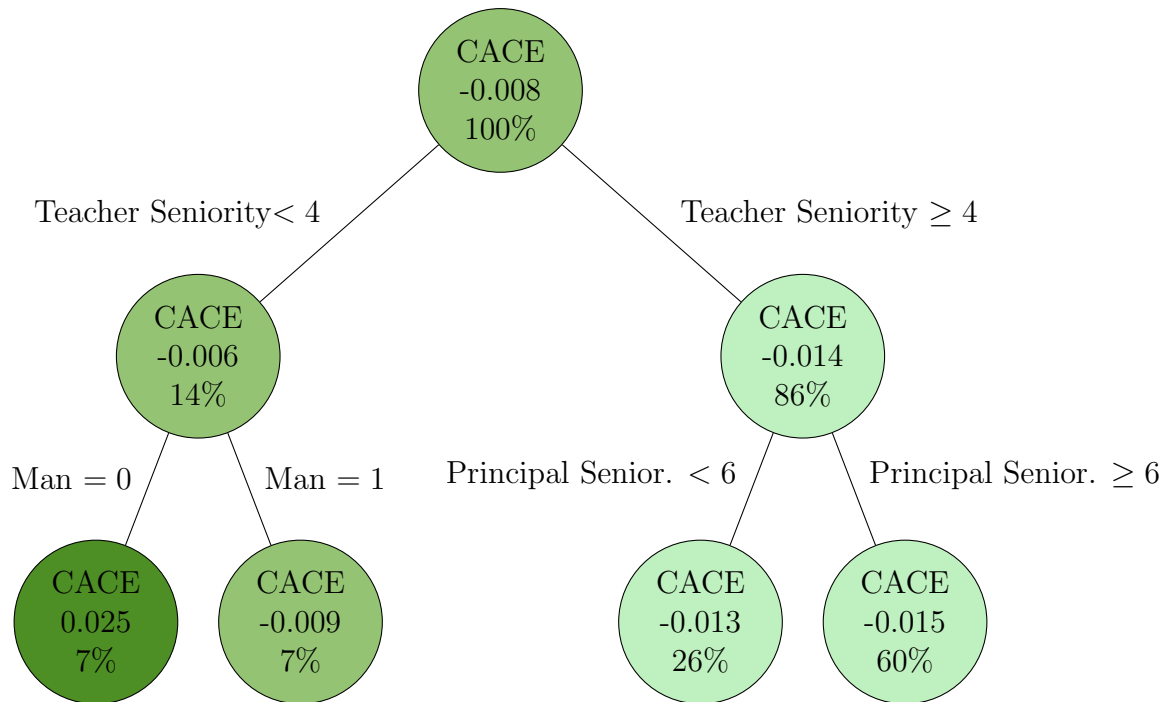 CACE
-0.008
100%
Teacher Seniority< 4
Teacher Seniority ≥ 4
CACE
-0.006
14%
CACE
-0.014
86%
Man = 0
Man = 1
Principal Senior. < 6
Principal Senior. ≥ 6
CACE
0.025
7%
CACE
-0.009
7%
CACE
-0.013
26%
CACE
-0.015
60%